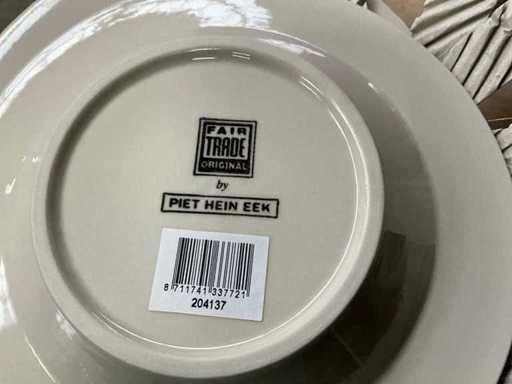 FAIR
TRADE
ORIGINAL
by
PIET HEIN EEK
8 711741 337721
204137